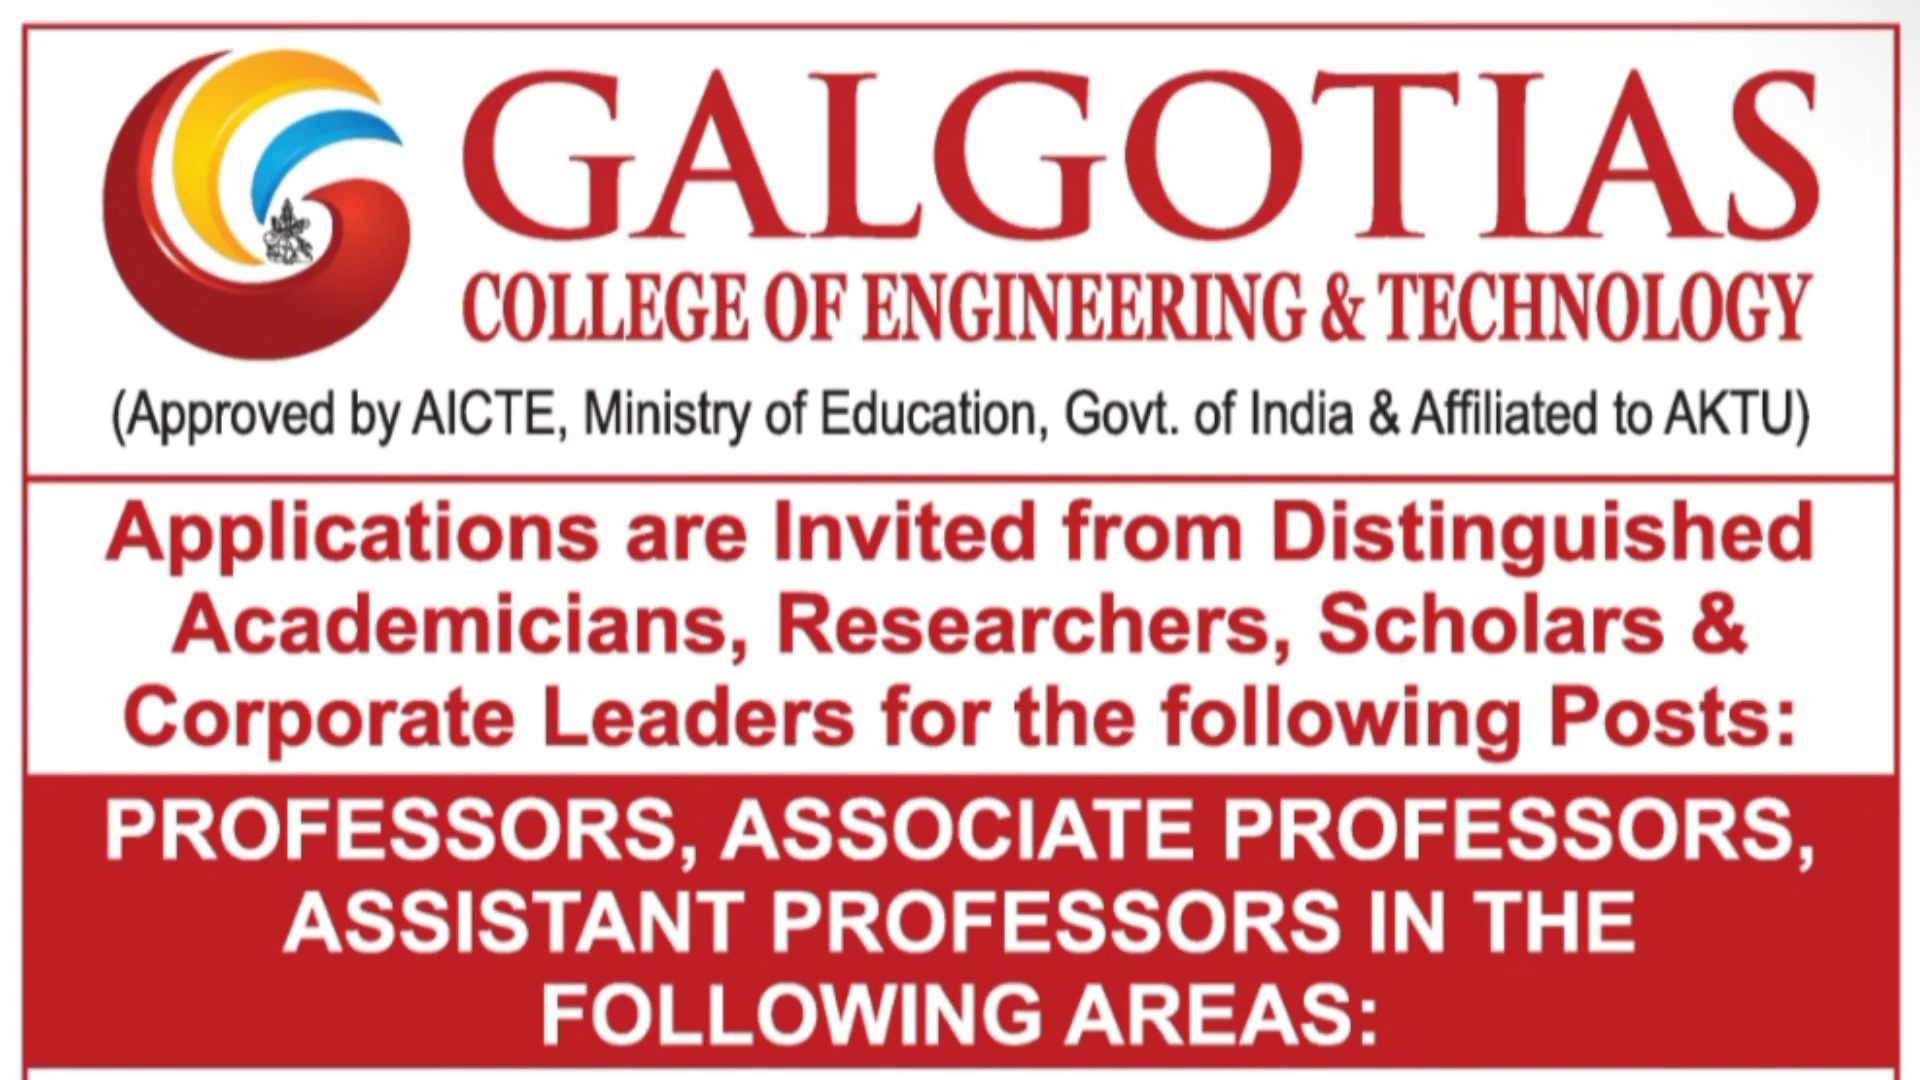 GALGOTIAS
COLLEGE OF ENGINEERING & TECHNOLOGY
(Approved by AICTE, Ministry of Education, Govt. of India & Affiliated to AKTU)
Applications are Invited from Distinguished
Academicians, Researchers, Scholars &
Corporate Leaders for the following Posts:
PROFESSORS, ASSOCIATE PROFESSORS,
ASSISTANT PROFESSORS IN THE
FOLLOWING AREAS: